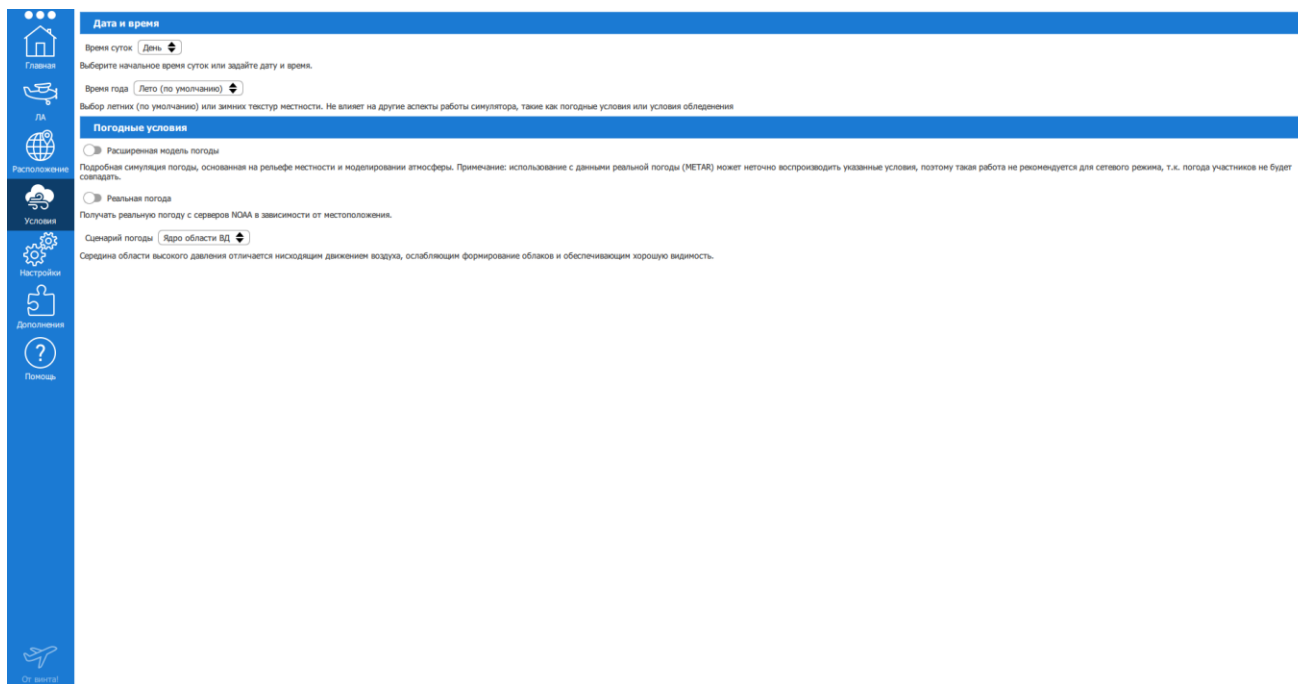 Главная
ЛА
Расположение
Условия
Настройки
Дополнения
?
Помощь
От винта!
Дата и время
Время суток День
Выберите начальное время суток или задайте дату и время.
Время года Лето (по умолчанию)
Выбор летних (по умолчанию) или зимних текстур местности. Не влияет на другие аспекты работы симулятора, такие как погодные условия или условия обледенения
Погодные условия
Расширенная модель погоды
Подробная симуляция погоды, основанная на рельефе местности и моделировании атмосферы. Примечание: использование с данными реальной погоды (METAR) может неточно воспроизводить указанные условия, поэтому такая работа не рекомендуется для сетевого режима, т.к. погода участников не будет
совпадать.
Реальная погода
Получать реальную погоду с серверов NOAA в зависимости от местоположения.
Сценарий погоды Ядро области ВД
Середина области высокого давления отличается нисходящим движением воздуха, ослабляющим формирование облаков и обеспечивающим хорошую видимость.